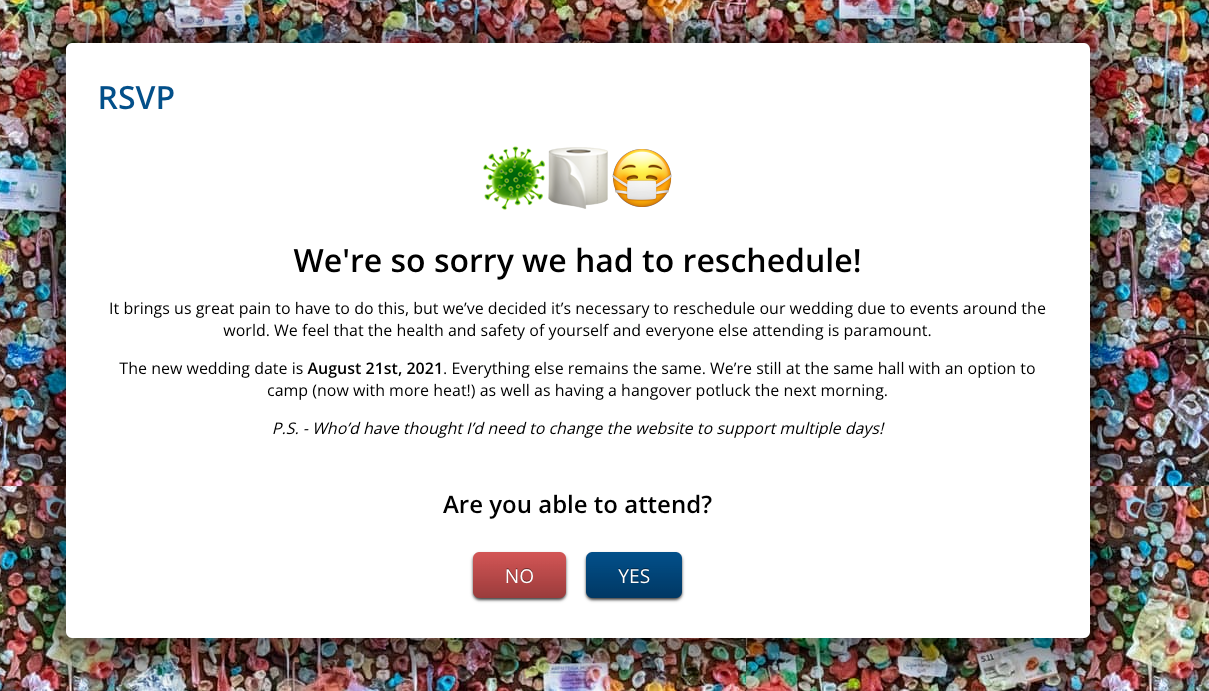 RSVP
We're so sorry we had to reschedule!
It brings us great pain to have to do this, but we’ve decided it’s necessary to reschedule our wedding due to events around the
world. We feel that the health and safety of yourself and everyone else attending is paramount.
The new wedding date is August 21st, 2021. Everything else remains the same. We’re still at the same hall with an option to
camp (now with more heat!) as well as having a hangover potluck the next morning.
P.S. - Who’d have thought I’d need to change the website to support multiple days!
Are you able to attend?
NO YES